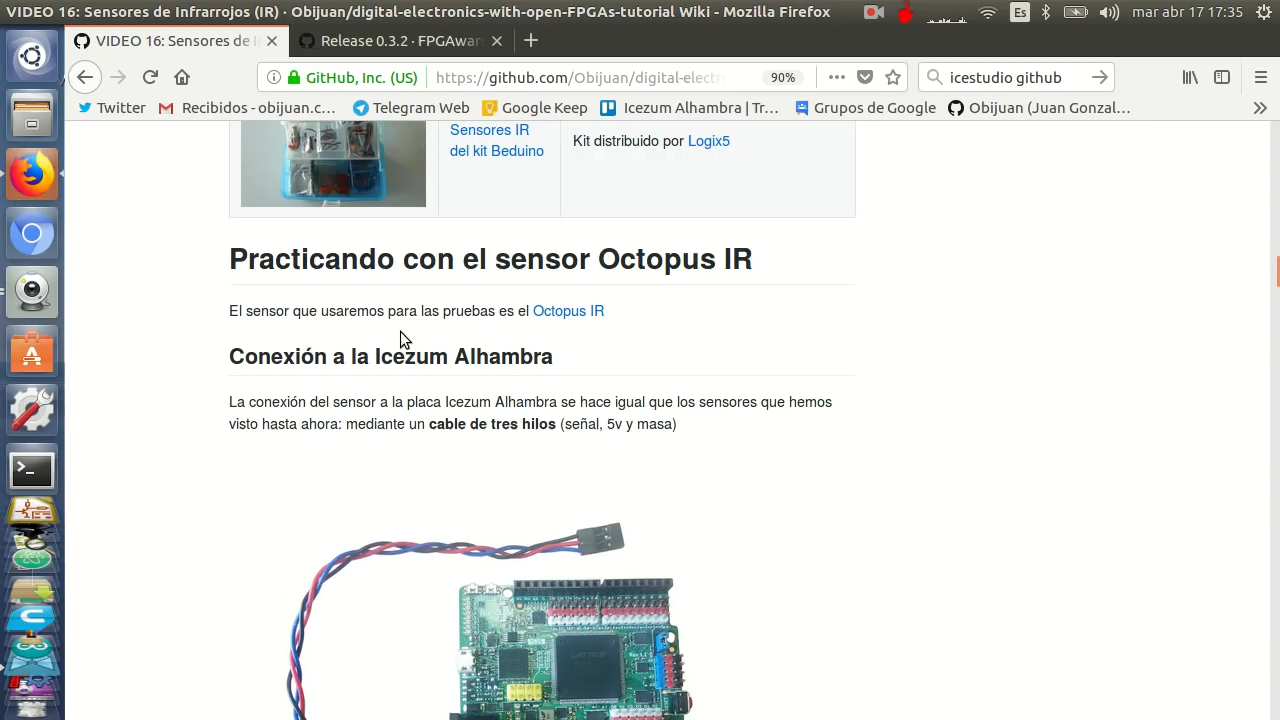 VIDEO 16: Sensores de Infrarrojos (IR) · Obijuan/digital-electronics-with-open-FPGAs-tutorial Wiki - Mozilla Firefox
Es
mar abr 17 17:35
VIDEO 16: Sensores de I
Release 0.3.2 · FPGAwar
GitHub, Inc. (US)
https://github.com/Obijuan/digital-electr
90%
icestudio github
Twitter
Recibidos - obijuan.c…
Telegram Web
Google Keep
Icezum Alhambra | Tr…
Grupos de Google
Obijuan (Juan Gonzal…
Sensores IR
del kit Beduino
Kit distribuido por Logix5
Practicando con el sensor Octopus IR
El sensor que usaremos para las pruebas es el Octopus IR
Conexión a la Icezum Alhambra
La conexión del sensor a la placa Icezum Alhambra se hace igual que los sensores que hemos
visto hasta ahora: mediante un cable de tres hilos (señal, 5v y masa)